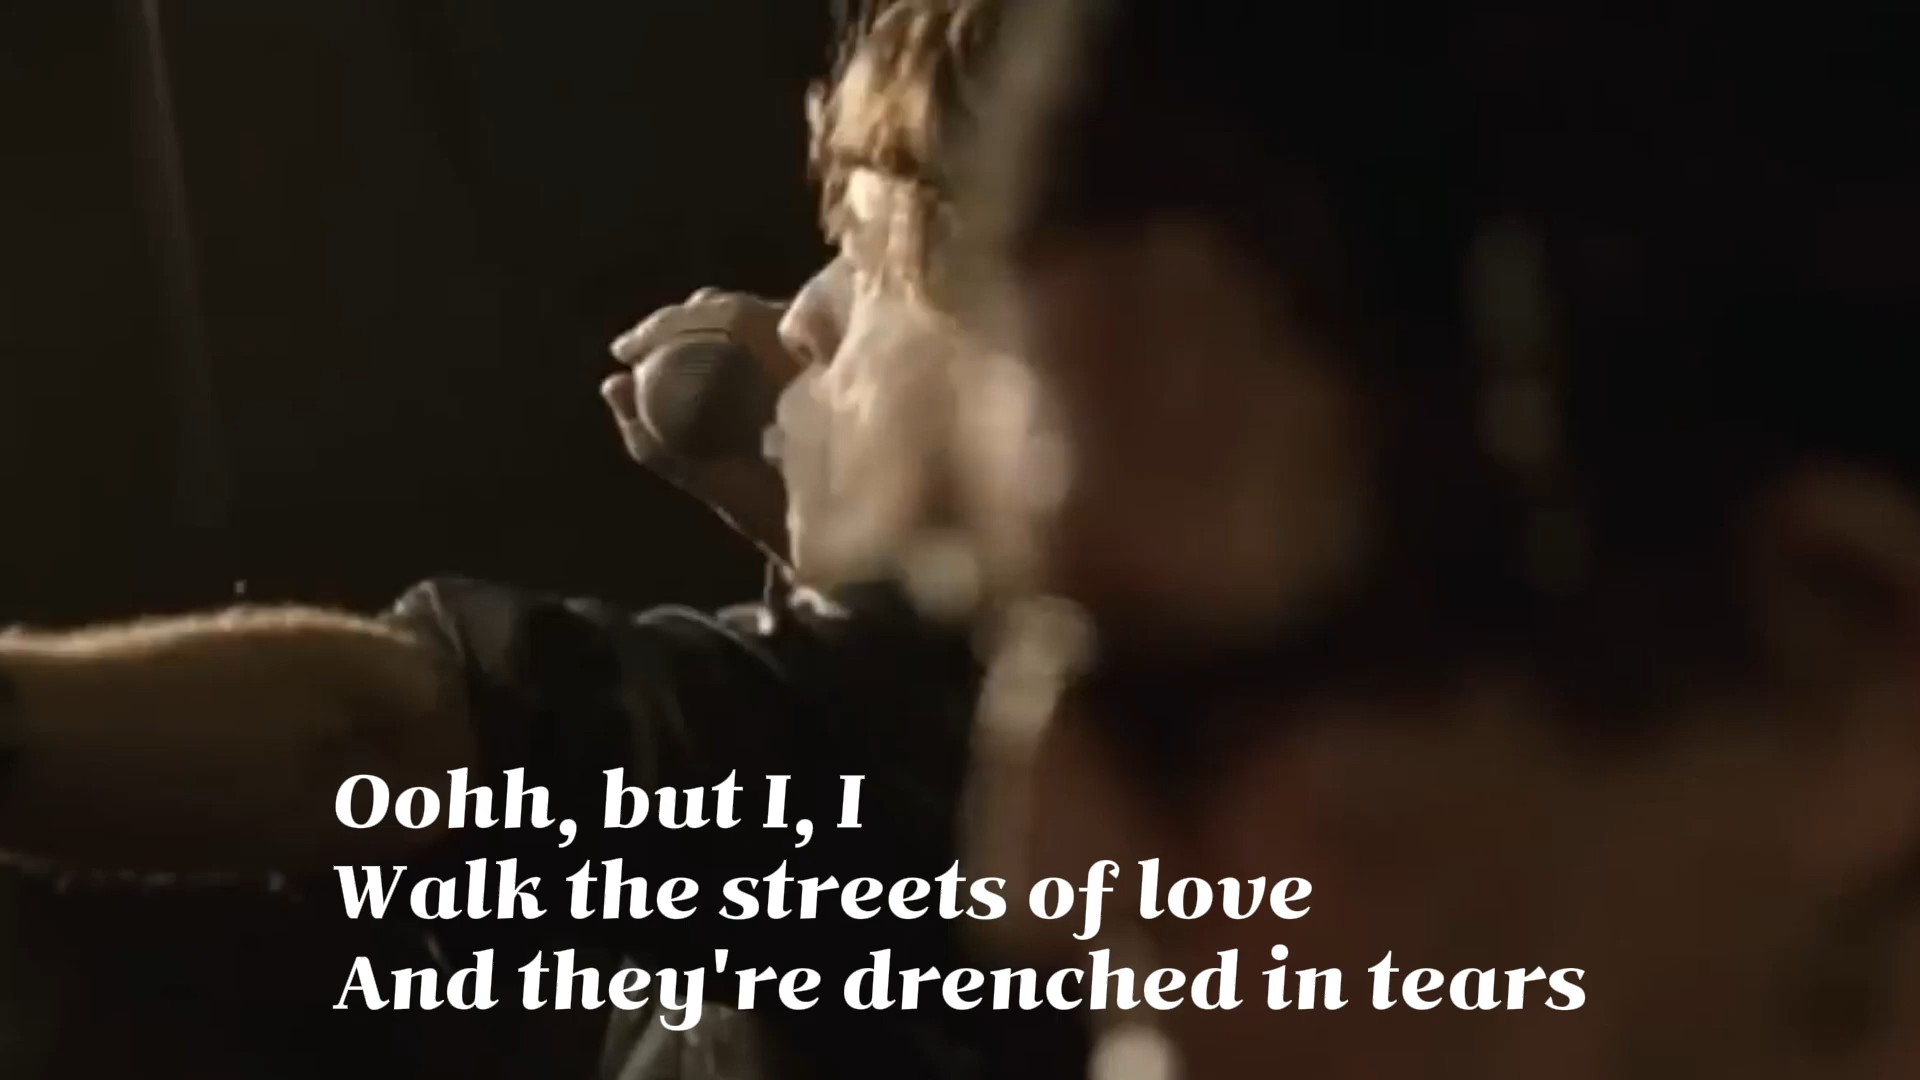 Oohh, but I, I
Walk the streets of love
And they're drenched in tears